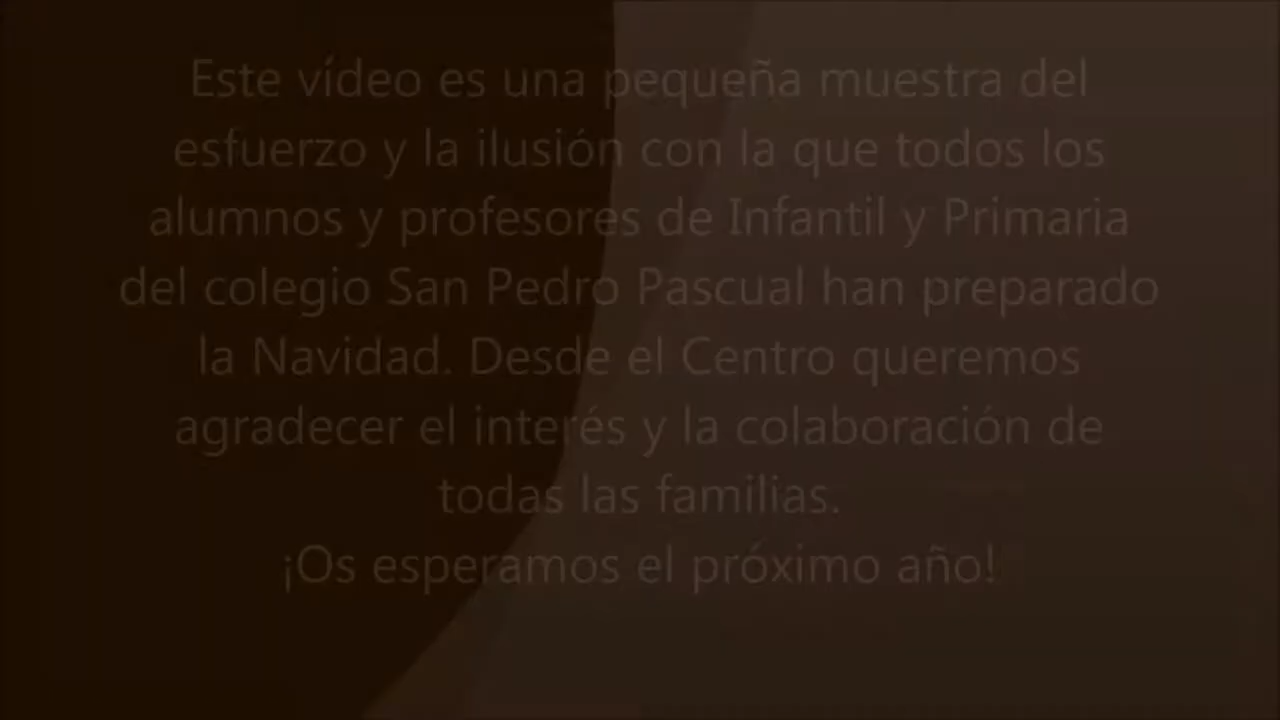 Este vídeo es una pequeña muestra del
esfuerzo y la ilusión con la que todos los
alumnos y profesores de Infantil y Primaria
del colegio San Pedro Pascual han preparado
la Navidad. Desde el Centro queremos
agradecer el interés y la colaboración de
todas las familias.
¡Os esperamos el próximo año!